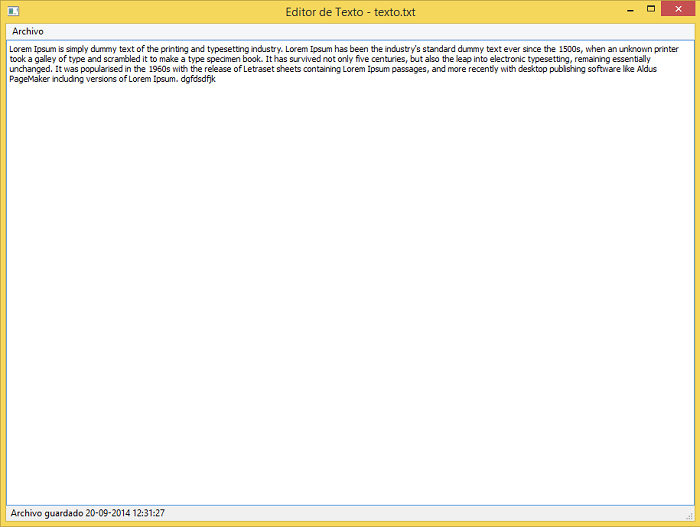 Editor de Texto - texto.txt
Archivo
Lorem Ipsum is simply dummy text of the printing and typesetting industry. Lorem Ipsum has been the industry's standard dummy text ever since the 1500s, when an unknown printer
took a galley of type and scrambled it to make a type specimen book. It has survived not only five centuries, but also the leap into electronic typesetting, remaining essentially
unchanged. It was popularised in the 1960s with the release of Letraset sheets containing Lorem Ipsum passages, and more recently with desktop publishing software like Aldus
PageMaker including versions of Lorem Ipsum. dgfdsdfjk
Archivo guardado 20-09-2014 12:31:27